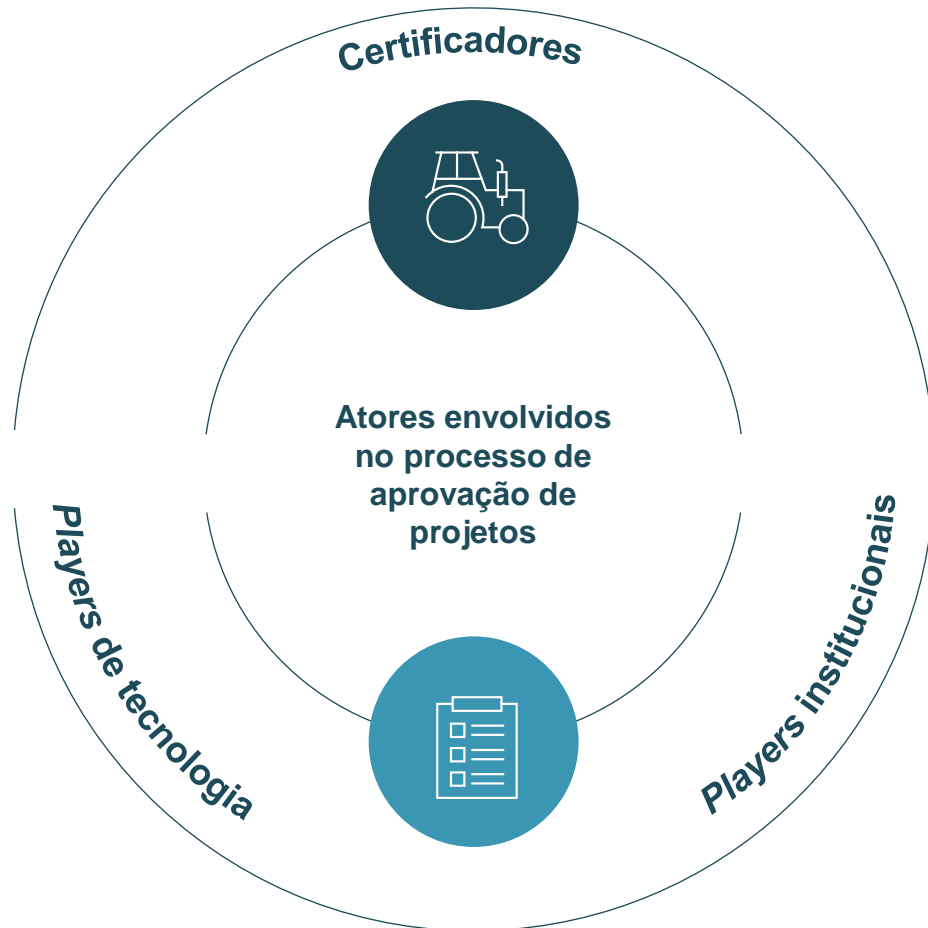 Certificadores
Atores envolvidos
no processo de
aprovação de
projetos
Players de tecnologia
Players institucionais